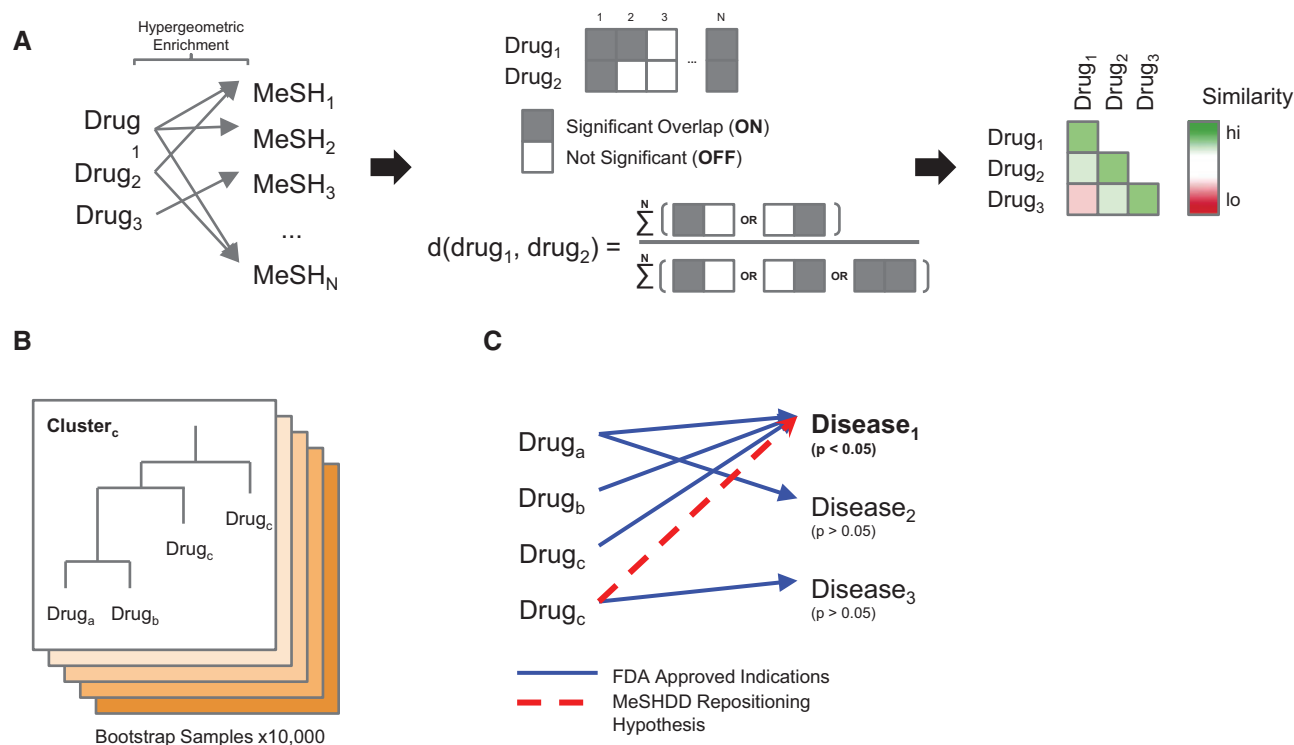 A
Hypergeometric
Enrichment
Drug
1
Drug2
Drug3
MeSH1
MeSH2
MeSH3
...
MeSHN
1 2 3 N
Drug1
Drug2
...
Significant Overlap (ON)
Not Significant (OFF)
d(drug1, drug2) =
N
∑ ( OR )
N
∑ ( OR OR )
Drug1 Drug2 Drug3
Drug1
Drug2
Drug3
Similarity
hi
lo
B
Clusterc
Drugc
Drugc
Druga Drugb
Bootstrap Samples x10,000
C
Druga
Drugb
Drugc
Drugc
Disease1
(p < 0.05)
Disease2
(p > 0.05)
Disease3
(p > 0.05)
FDA Approved Indications
MeSHDD Repositioning
Hypothesis